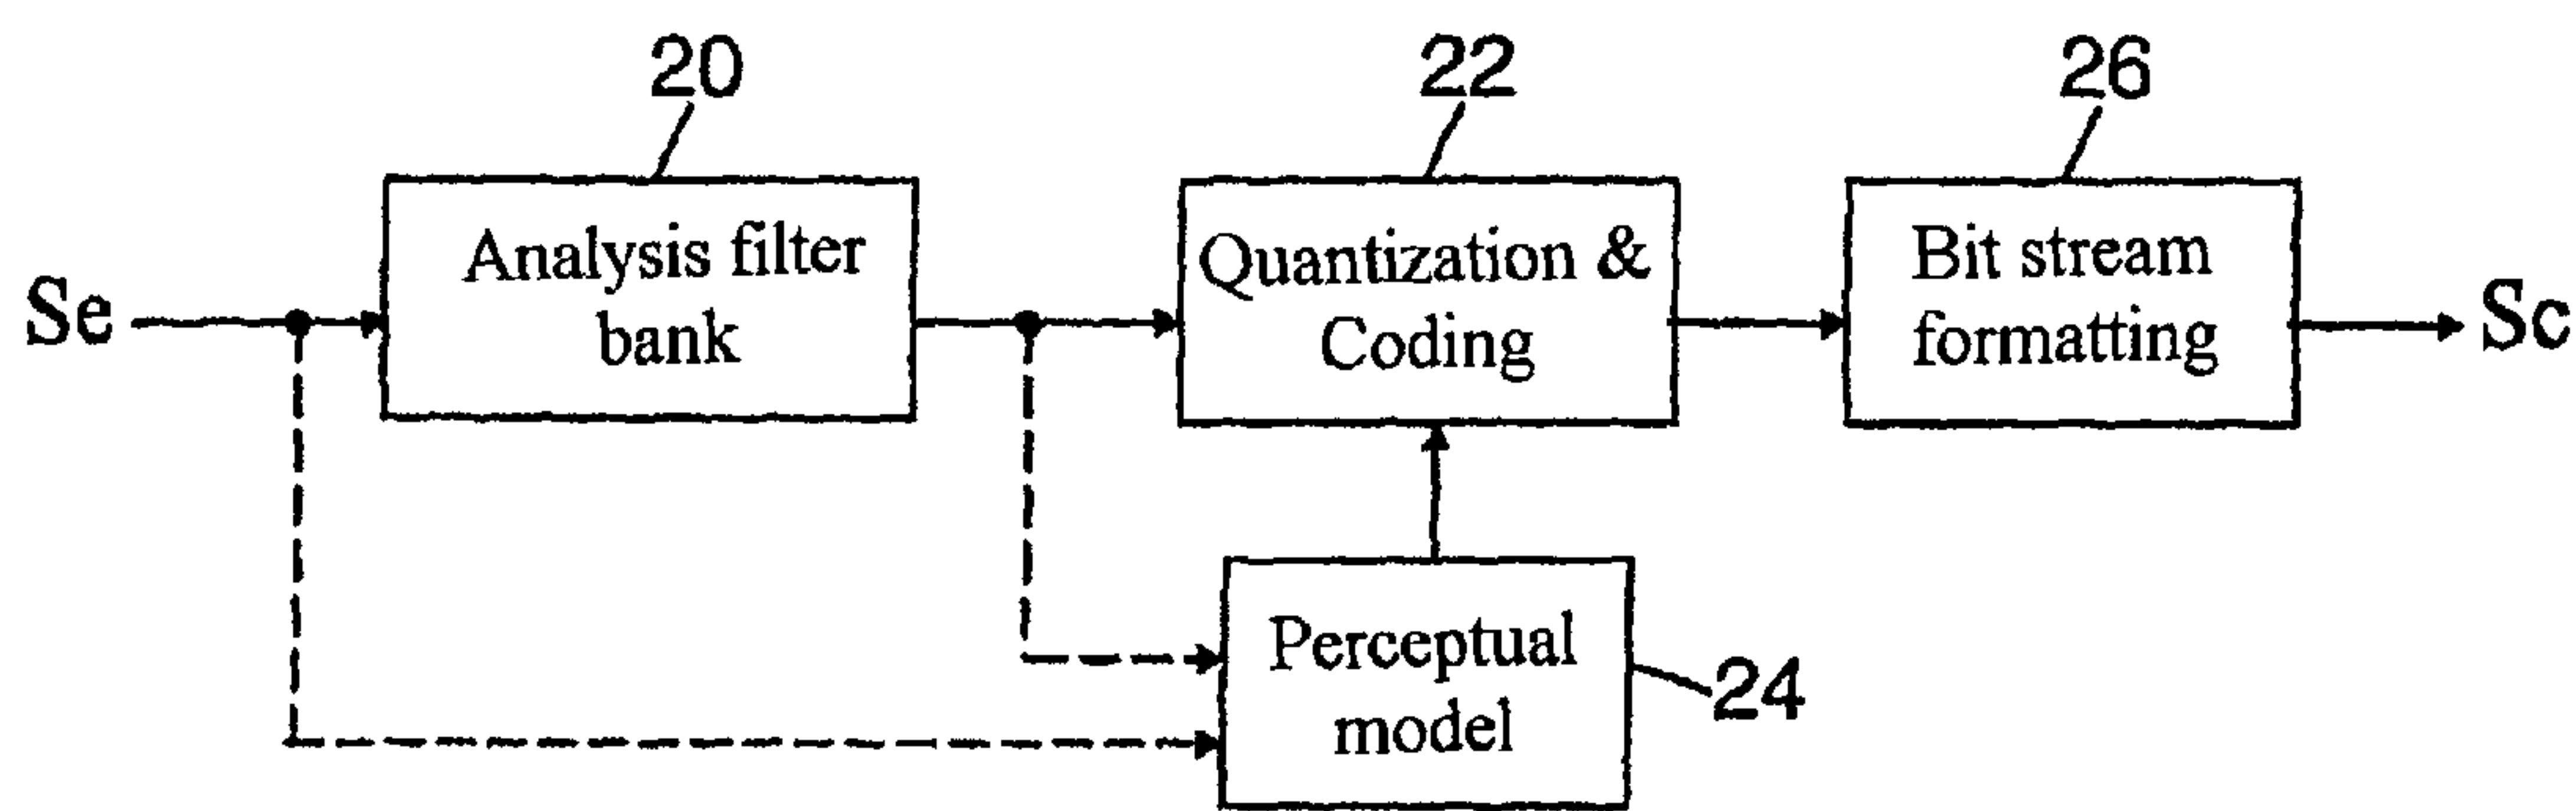 20
22
26
Se
Analysis filter
bank
Quantization &
Coding
Bit stream
formatting
Sc
Perceptual
model
24